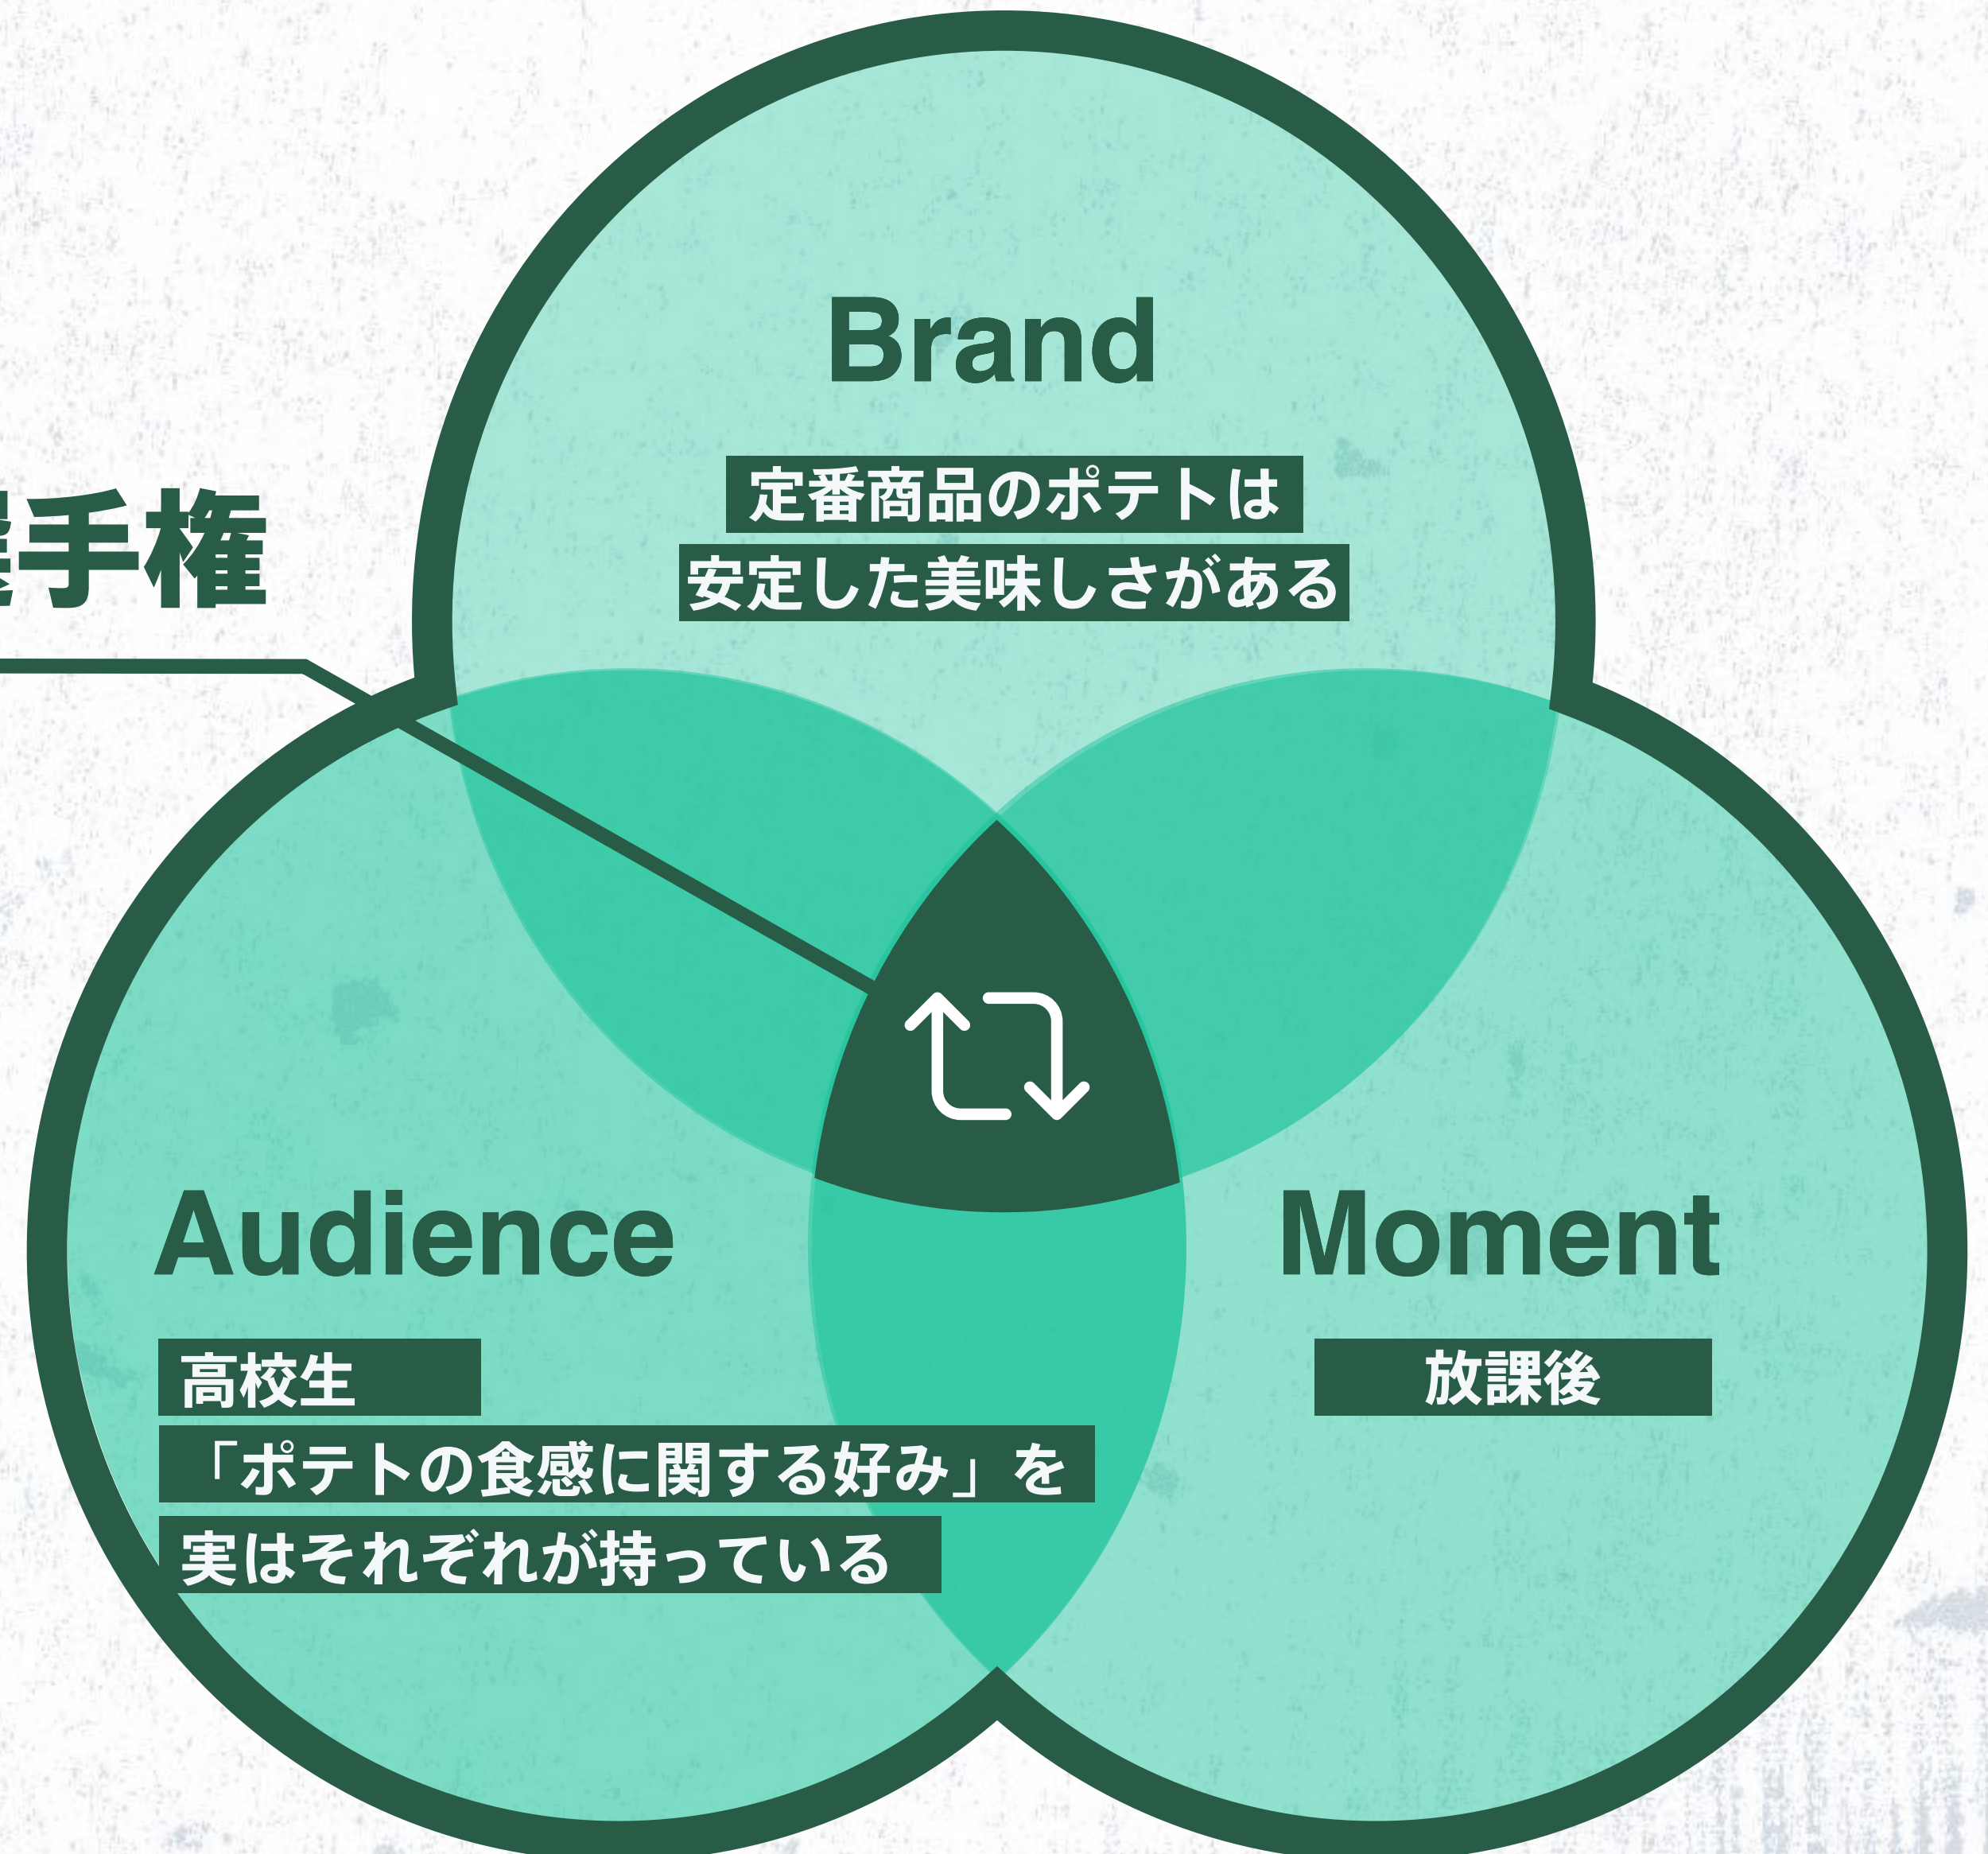 Brand
定番商品のポテトは
安定した美味しさがある
手権
Audience
高校生
「ポテトの食感に関する好み」を
実はそれぞれが持っている
Moment
放課後